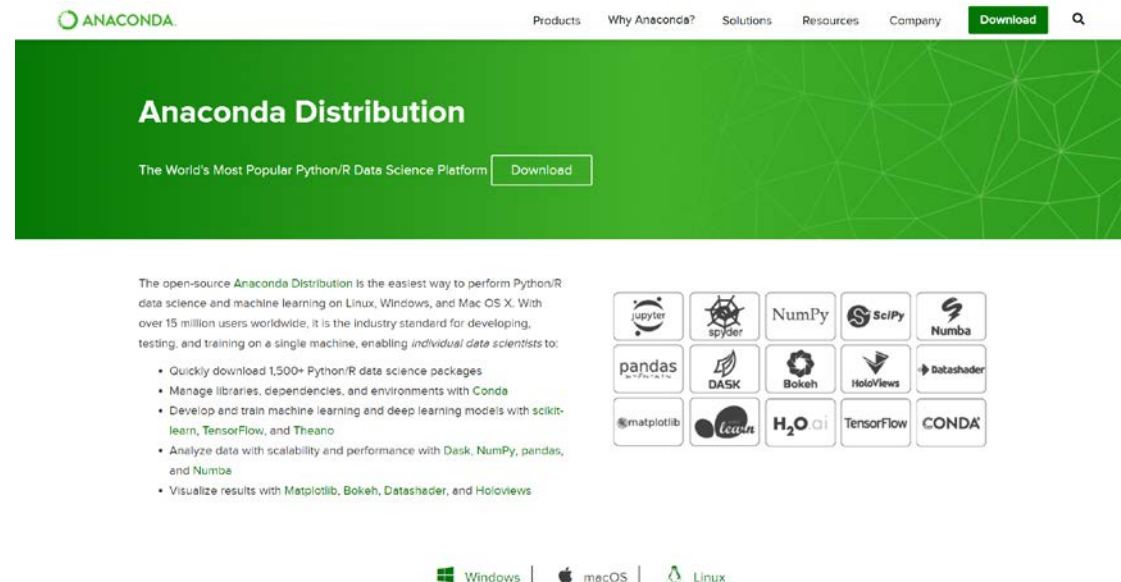 ANACONDA.
Products Why Anaconda? Solutions Resources Company Download
Anaconda Distribution
The World's Most Popular Python/R Data Science Platform Download
The open-source Anaconda Distribution is the easiest way to perform Python/R
data science and machine learning on Linux, Windows, and Mac OS X. With
over 15 million users worldwide, it is the industry standard for developing,
testing, and training on a single machine, enabling individual data scientists to:
• Quickly download 1,500+ Python/R data science packages
• Manage libraries, dependencies, and environments with Conda
• Develop and train machine learning and deep learning models with scikit-
learn, TensorFlow, and Theano
• Analyze data with scalability and performance with Dask, NumPy, pandas,
and Numba
• Visualize results with Matplotlib, Bokeh, Datashader, and Holoviews
jupyter spyder NumPy SciPy Numba
pandas DASK Bokeh HoloViews Datashader
matplotlib learn H2O.ai TensorFlow CONDA
Windows | macOS | Linux